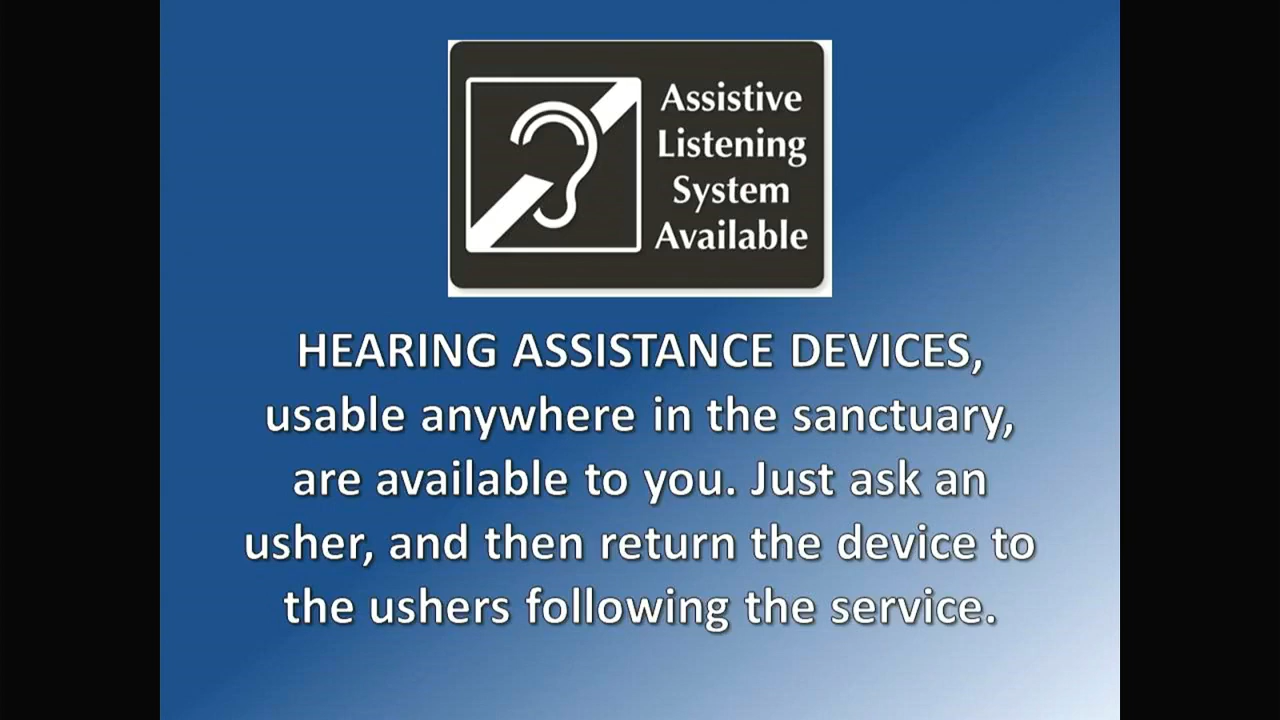 Assistive
Listening
System
Available
HEARING ASSISTANCE DEVICES,
usable anywhere in the sanctuary,
are available to you. Just ask an
usher, and then return the device to
the ushers following the service.